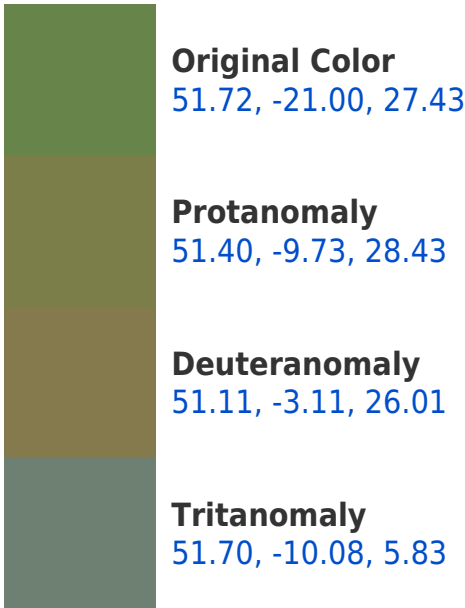 Original Color
51.72, -21.00, 27.43
Protanomaly
51.40, -9.73, 28.43
Deuteranomaly
51.11, -3.11, 26.01
Tritanomaly
51.70, -10.08, 5.83